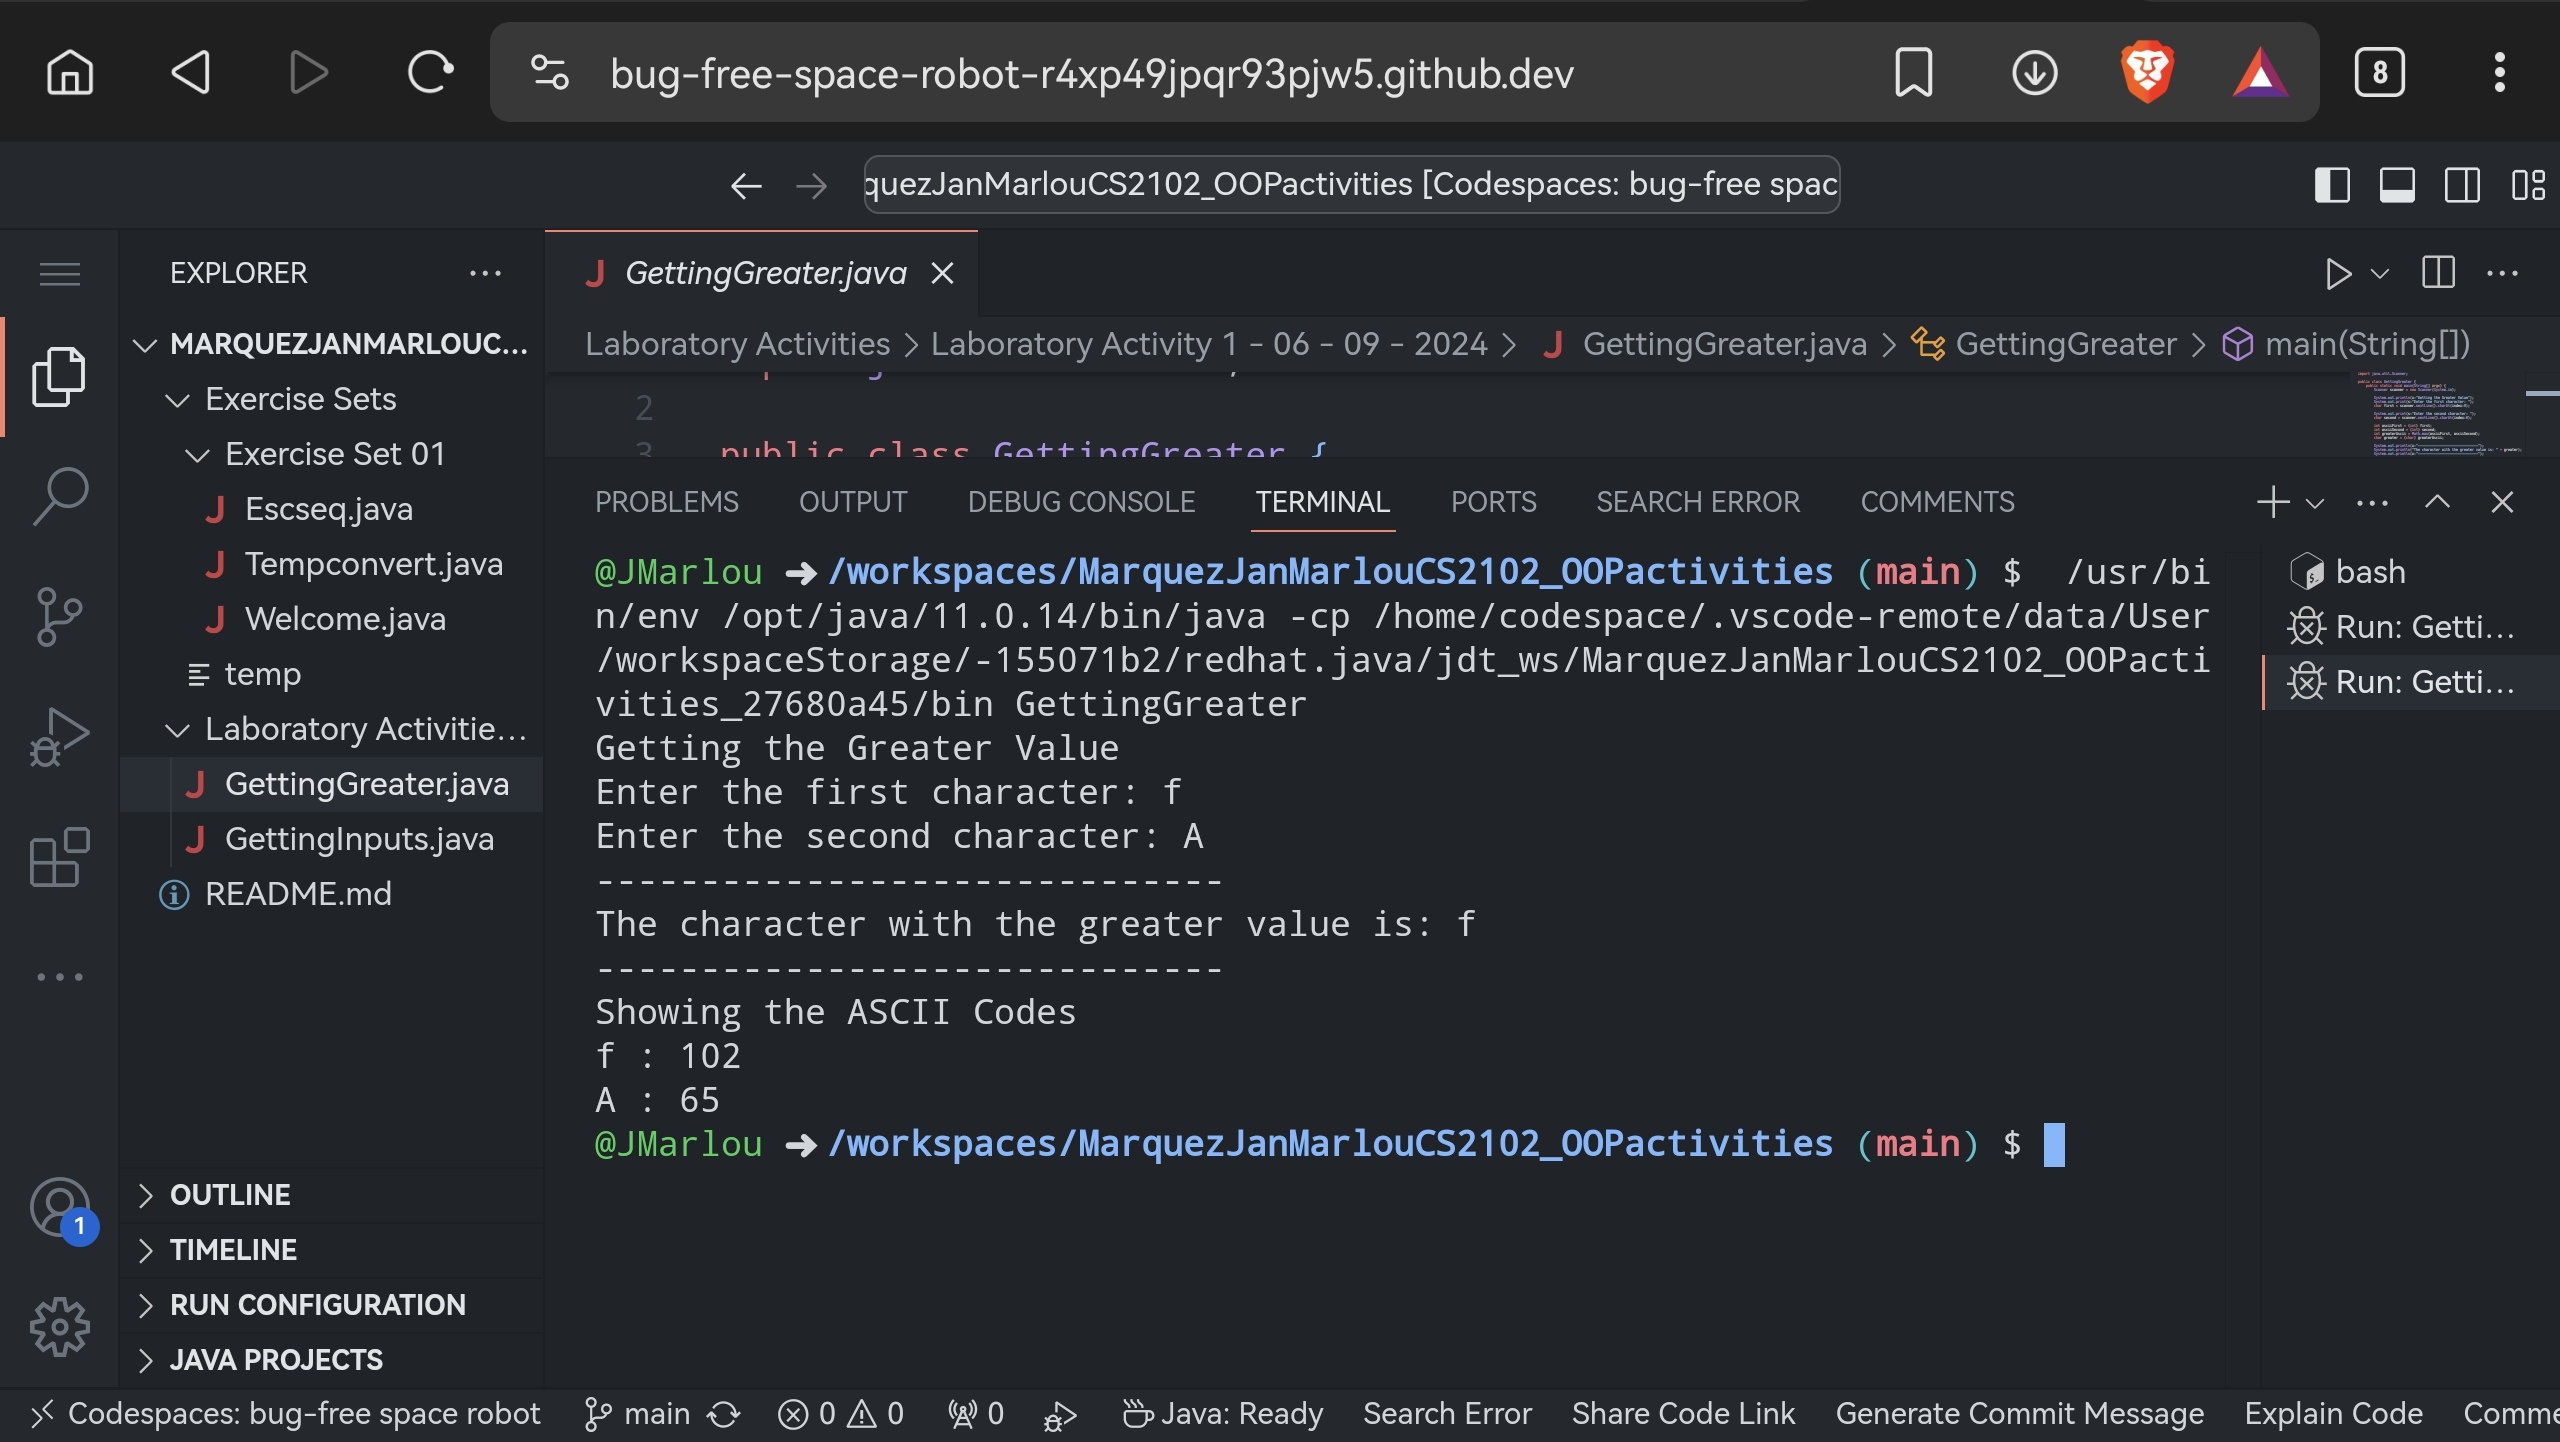 bug-free-space-robot-r4xp49jpqr93pjw5.github.dev
8
quezJanMarlouCS2102_OOPactivities [Codespaces: bug-free spac
EXPLORER
MARQUEZJANMARLOUC...
Exercise Sets
Exercise Set 01
Escseq.java
Tempconvert.java
Welcome.java
temp
Laboratory Activitie...
GettingGreater.java
GettingInputs.java
README.md
OUTLINE
TIMELINE
RUN CONFIGURATION
JAVA PROJECTS
1
GettingGreater.java
Laboratory Activities > Laboratory Activity 1 - 06 - 09 - 2024 > J GettingGreater.java > GettingGreater > main(String[])
2
3 public class GettingGreater {
PROBLEMS OUTPUT DEBUG CONSOLE TERMINAL PORTS SEARCH ERROR COMMENTS
@JMarlou ➜ /workspaces/MarquezJanMarlouCS2102_OOPactivities (main) $  /usr/bi
n/env /opt/java/11.0.14/bin/java -cp /home/codespace/.vscode-remote/data/User
/workspaceStorage/-155071b2/redhat.java/jdt_ws/MarquezJanMarlouCS2102_OOPacti
vities_27680a45/bin GettingGreater
Getting the Greater Value
Enter the first character: f
Enter the second character: A
------------------------------
The character with the greater value is: f
------------------------------
Showing the ASCII Codes
f : 102
A : 65
@JMarlou ➜ /workspaces/MarquezJanMarlouCS2102_OOPactivities (main) $
bash
Run: Getti...
Run: Getti...
Codespaces: bug-free space robot main 0 0 0 Java: Ready Search Error Share Code Link Generate Commit Message Explain Code Comme